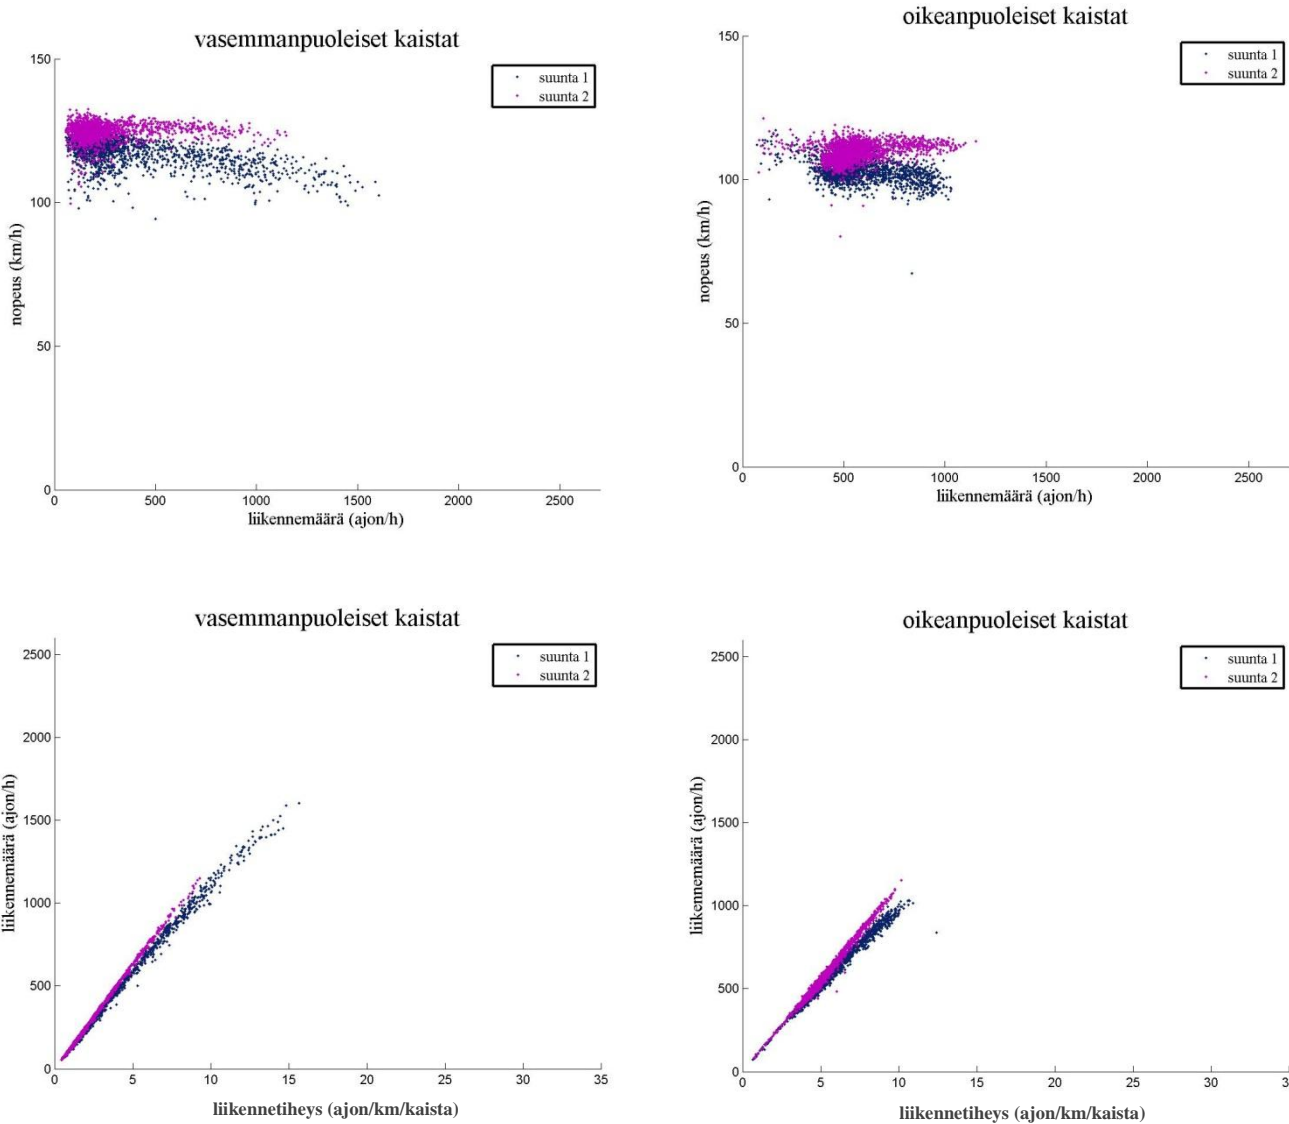 vasemmanpuoleiset kaistat
150
100
50
0
nopeus (km/h)
suunta 1
suunta 2
0 500 1000 1500 2000 2500
liikennemäärä (ajon/h)
oikeanpuoleiset kaistat
150
100
50
0
nopeus (km/h)
suunta 1
suunta 2
0 500 1000 1500 2000 2500
liikennemäärä (ajon/h)
vasemmanpuoleiset kaistat
2500
2000
1500
1000
500
0
liikennemäärä (ajon/h)
suunta 1
suunta 2
0 5 10 15 20 25 30 35
liikennetiheys (ajon/km/kaista)
oikeanpuoleiset kaistat
2500
2000
1500
1000
500
0
liikennemäärä (ajon/h)
suunta 1
suunta 2
0 5 10 15 20 25 30 35
liikennetiheys (ajon/km/kaista)